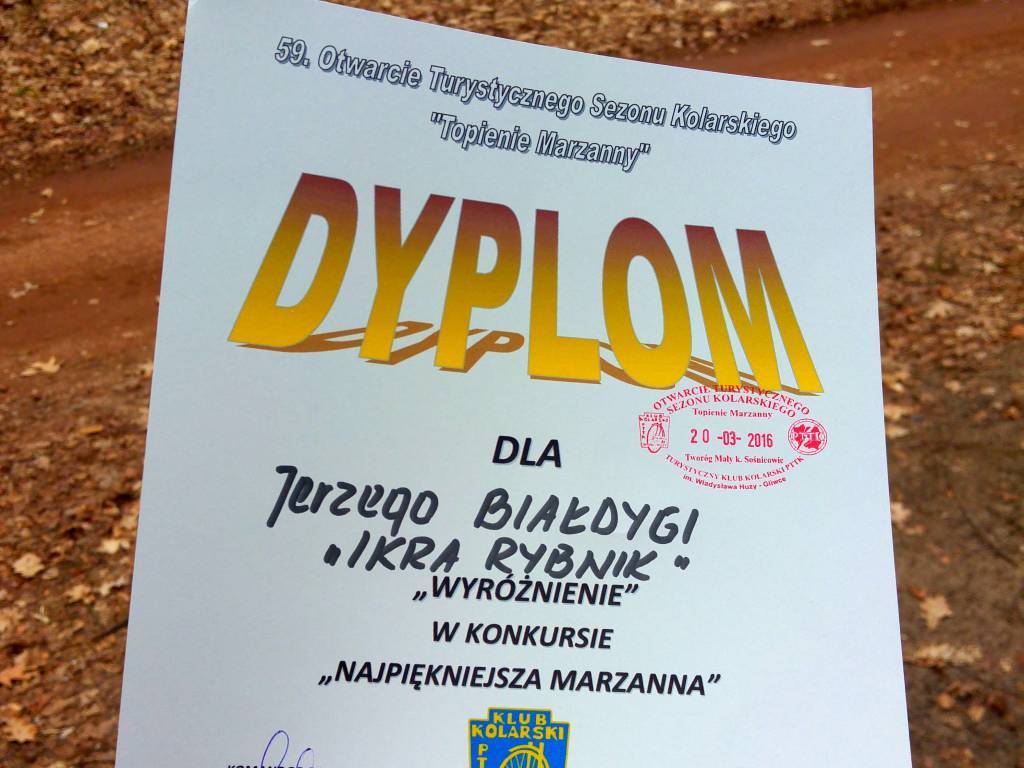 59. Otwarcie Turystycznego Sezonu Kolarskiego
"Topienie Marzanny"
DYPLOM
OTWARCIE TURYSTYCZNEGO
SEZONU KOLARSKIEGO
Topienie Marzanny
20 -03- 2016
Tworóg Mały k. Sośnicowic
TURYSTYCZNY KLUB KOLARSKI PTTK
im. Władysława Huzy - Gliwce
DLA
Jerzego BIAŁDYGI
„IKRA RYBNIK"
„WYRÓŻNIENIE”
W KONKURSIE
„NAJPIĘKNIEJSZA MARZANNA”
KLUB
KOLARSKI